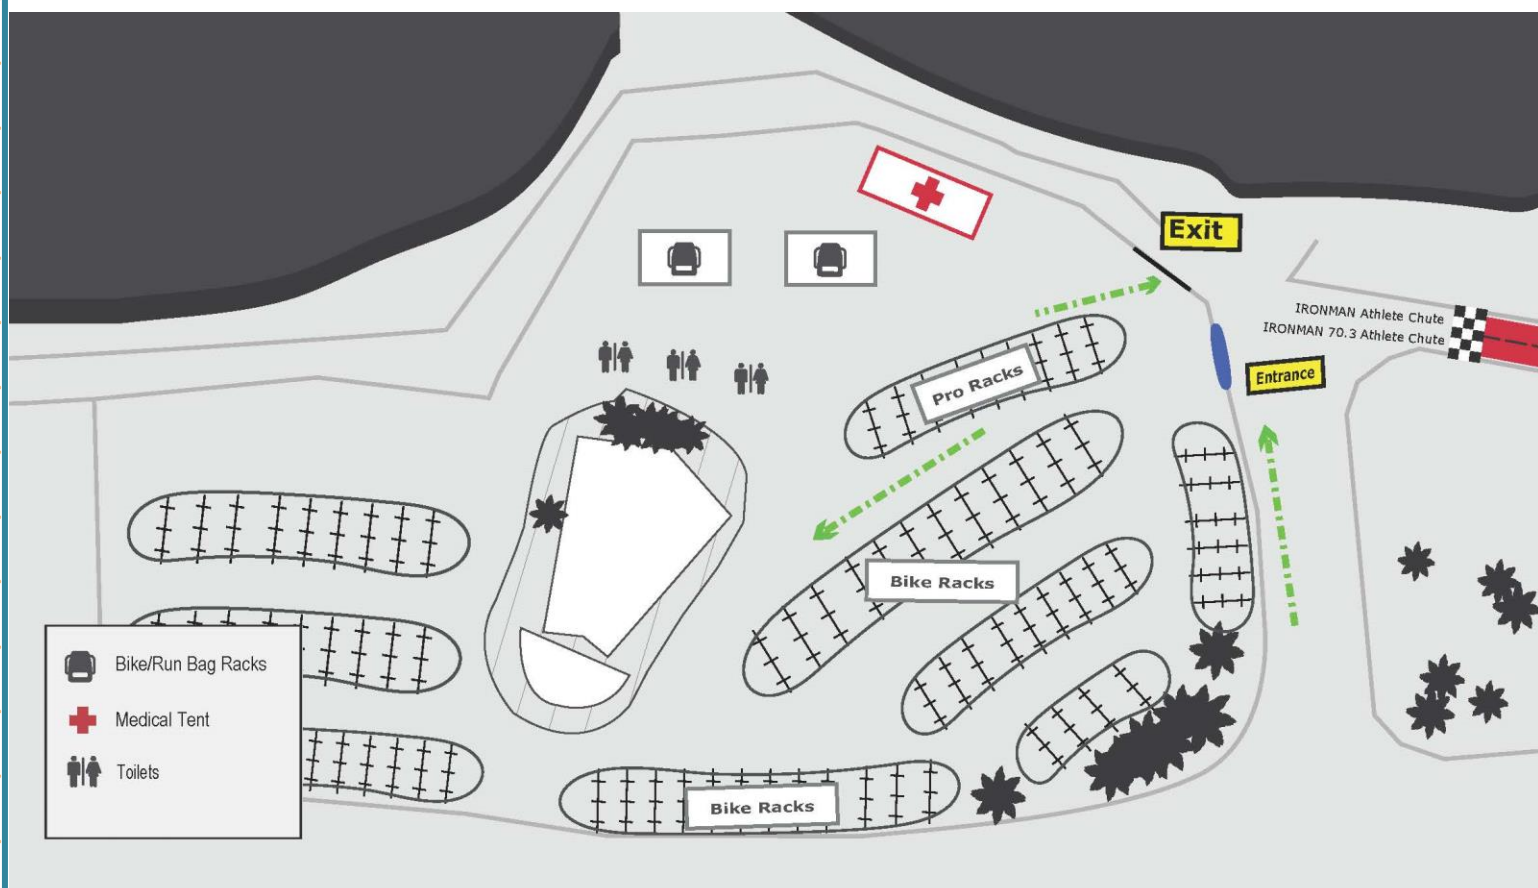 Exit
IRONMAN Athlete Chute
IRONMAN 70.3 Athlete Chute
Entrance
Pro Racks
Bike Racks
Bike/Run Bag Racks
Medical Tent
Toilets
Bike Racks